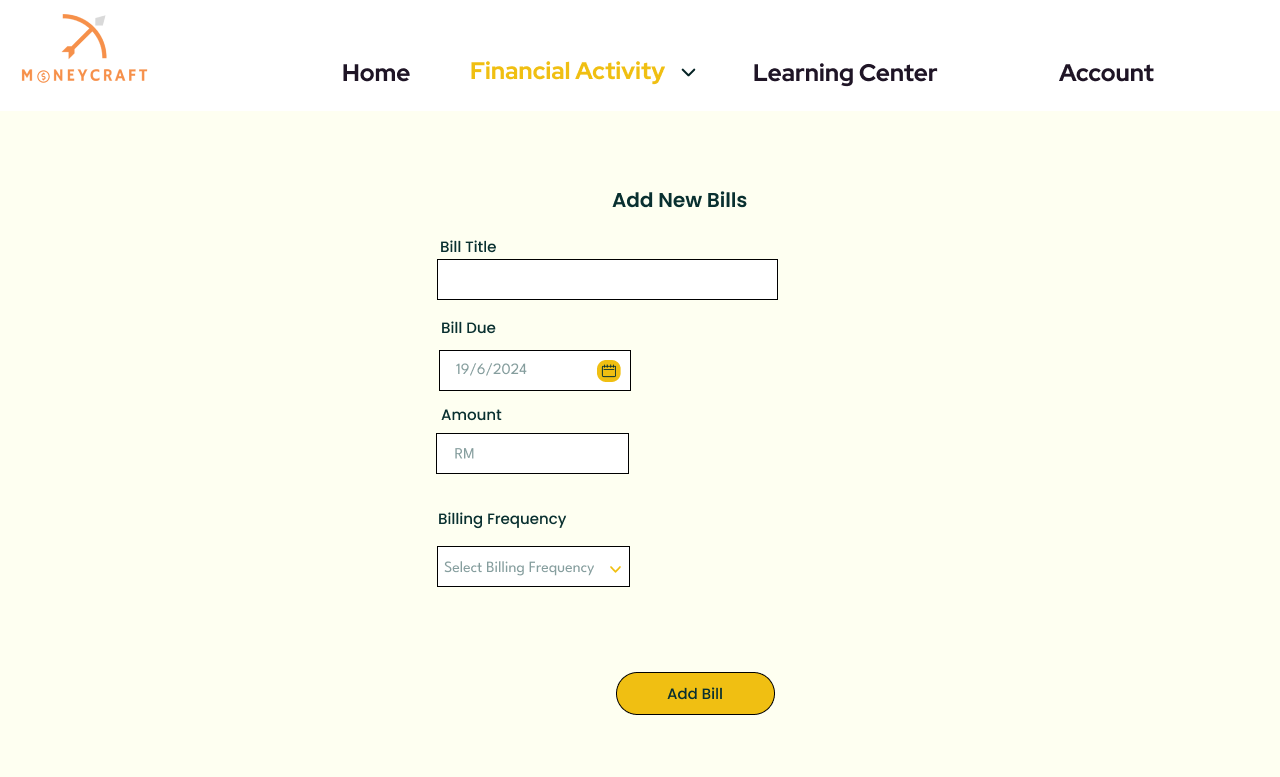 MONEYCRAFT
Home
Financial Activity
Learning Center
Account
Add New Bills
Bill Title
Bill Due
19/6/2024
Amount
RM
Billing Frequency
Select Billing Frequency
Add Bill